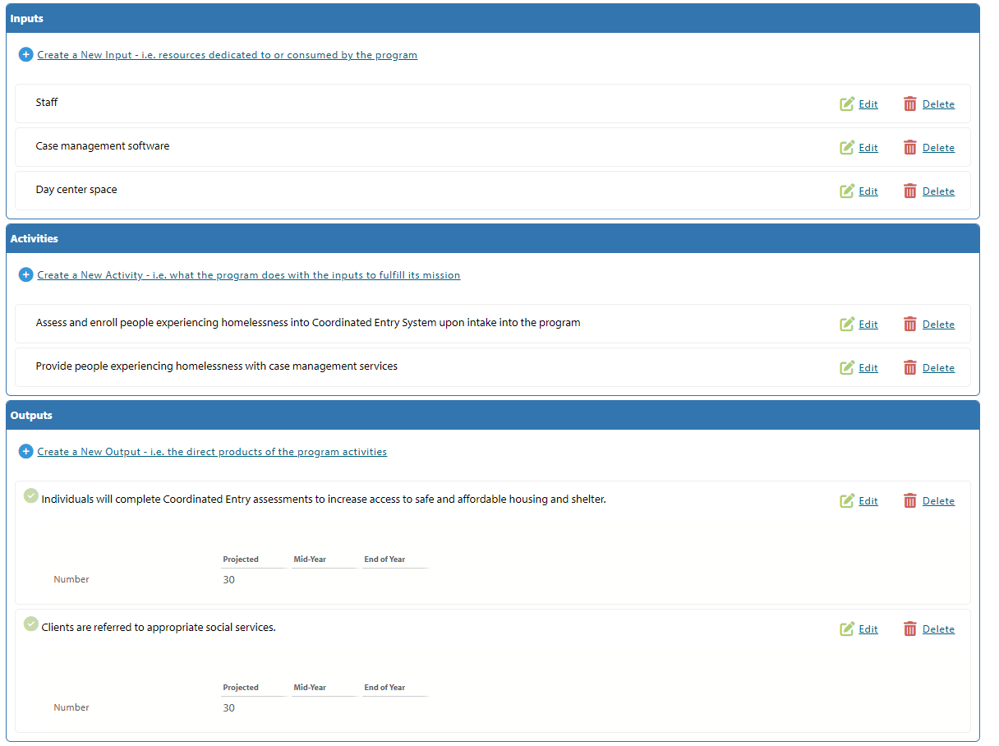 Inputs
Create a New Input - i.e. resources dedicated to or consumed by the program
Staff Edit Delete
Case management software Edit Delete
Day center space Edit Delete
Activities
Create a New Activity - i.e. what the program does with the inputs to fulfill its mission
Assess and enroll people experiencing homelessness into Coordinated Entry System upon intake into the program Edit Delete
Provide people experiencing homelessness with case management services Edit Delete
Outputs
Create a New Output - i.e. the direct products of the program activities
Individuals will complete Coordinated Entry assessments to increase access to safe and affordable housing and shelter. Edit Delete
Projected Mid-Year End of Year
Number 30
Clients are referred to appropriate social services. Edit Delete
Projected Mid-Year End of Year
Number 30